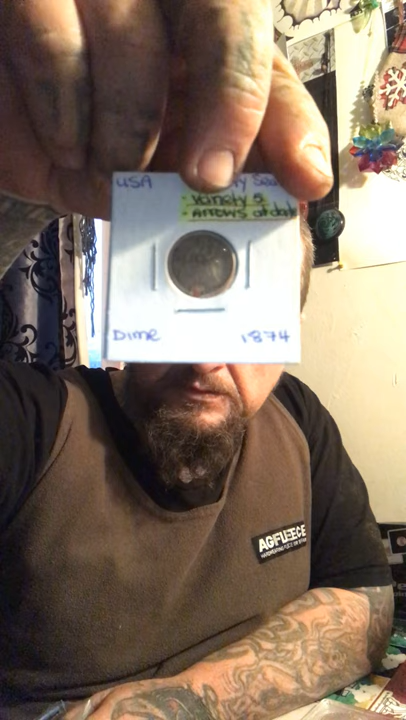 USA
Variety 5
- ARROWS at date
Dime 1874
AGFLEECE